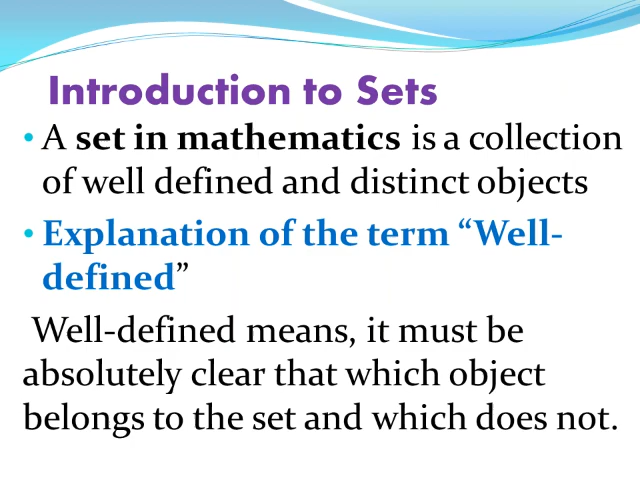 Introduction to Sets
• A set in mathematics is a collection
of well defined and distinct objects
• Explanation of the term “Well-
defined”
Well-defined means, it must be
absolutely clear that which object
belongs to the set and which does not.